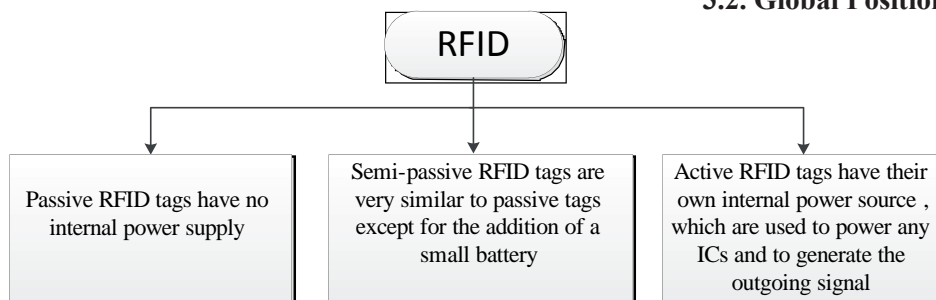 5.2. Global Position
RFID
Passive RFID tags have no
internal power supply
Semi-passive RFID tags are
very similar to passive tags
except for the addition of a
small battery
Active RFID tags have their
own internal power source ,
which are used to power any
ICs and to generate the
outgoing signal